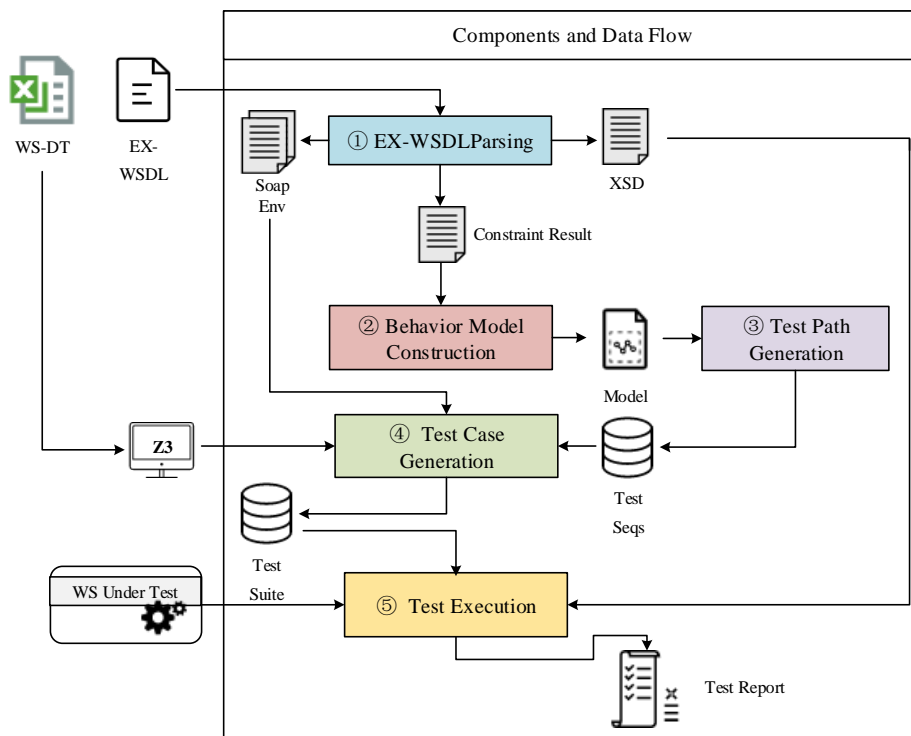 Components and Data Flow
WS-DT
EX-
WSDL
① EX-WSDLParsing
Soap
Env
XSD
Constraint Result
② Behavior Model
Construction
③ Test Path
Generation
Model
④ Test Case
Generation
Z3
Test
Seqs
Test
Suite
WS Under Test
⑤ Test Execution
Test Report